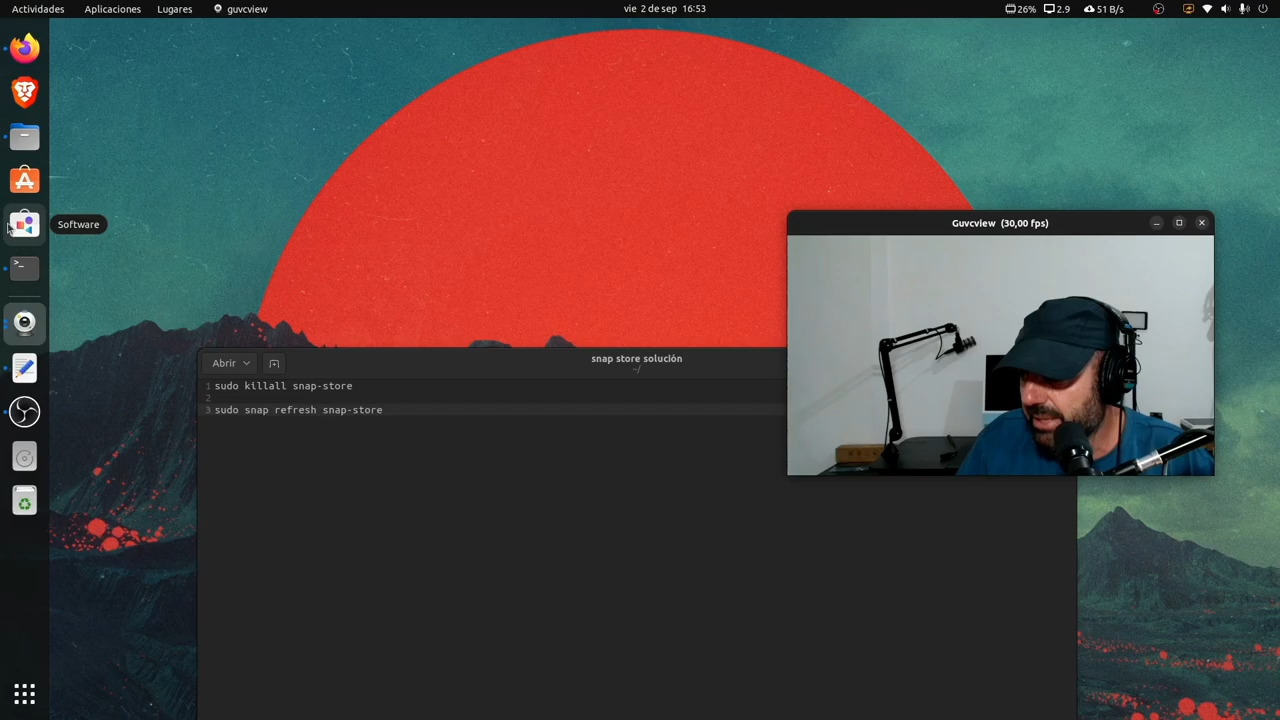 Actividades Aplicaciones Lugares guvcview vie 2 de sep 16:53 26% 2.9 51 B/s
Software
Guvcview (30,00 fps)
Abrir snap store solución
~/
1 sudo killall snap-store
2
3 sudo snap refresh snap-store